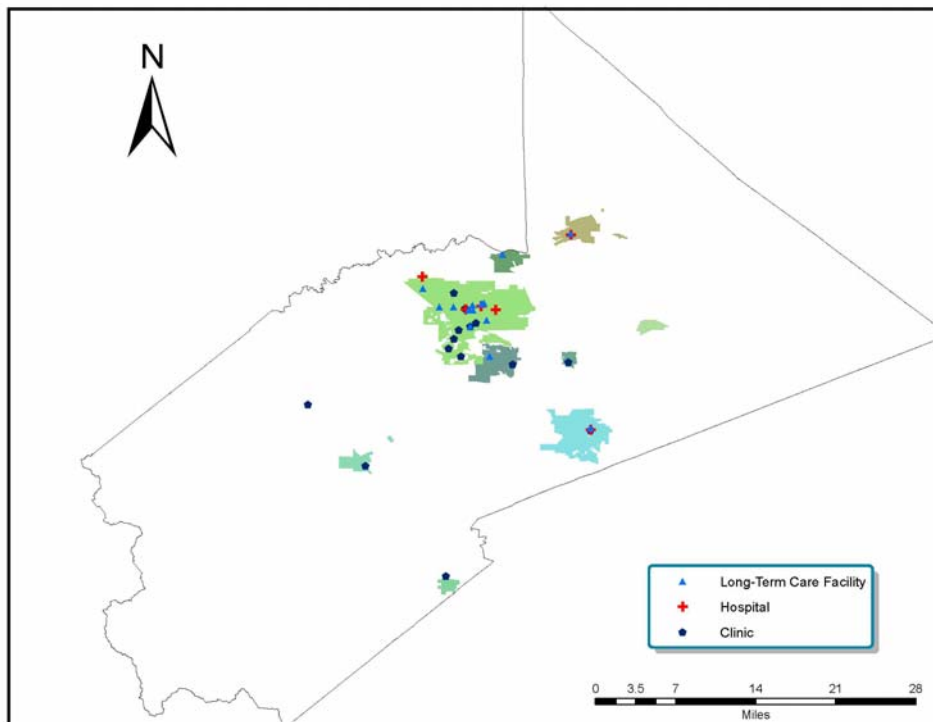 N
Long-Term Care Facility
Hospital
Clinic
0 3.5 7 14 21 28
Miles